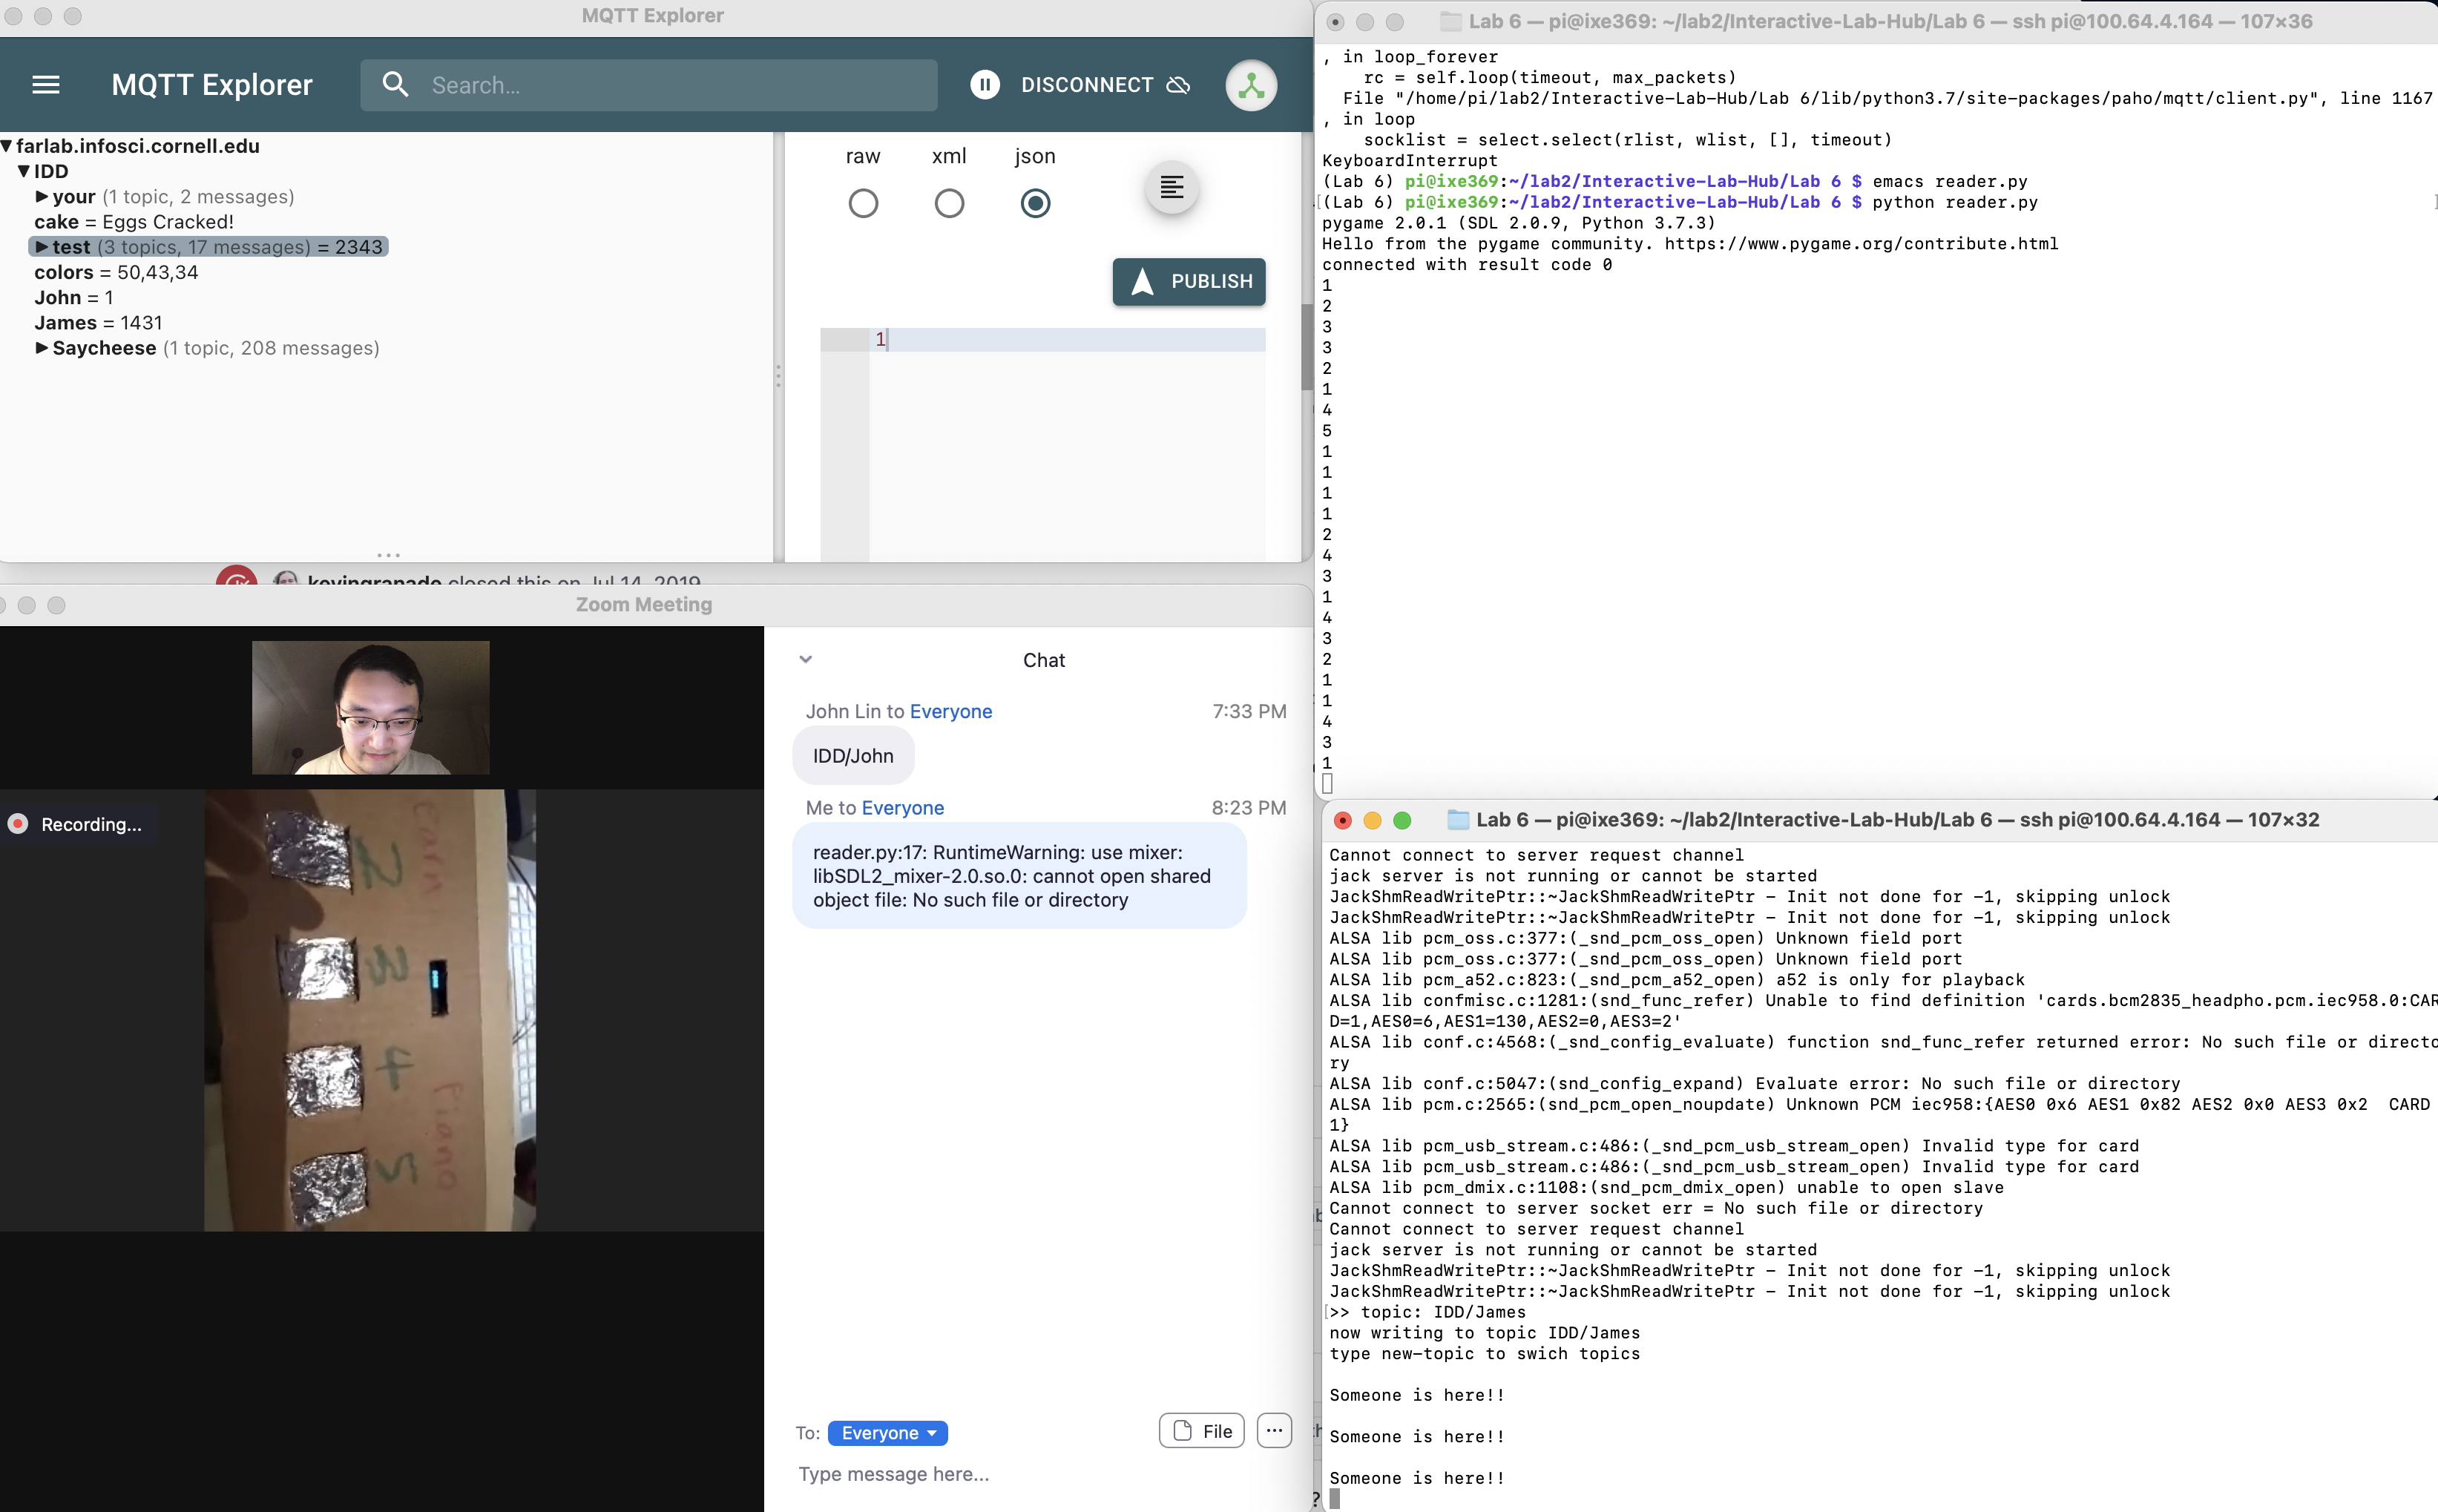 MQTT Explorer
MQTT Explorer
Search...
DISCONNECT
farlab.infosci.cornell.edu
IDD
your (1 topic, 2 messages)
cake = Eggs Cracked!
test (3 topics, 17 messages) = 2343
colors = 50,43,34
John = 1
James = 1431
Saycheese (1 topic, 208 messages)
raw xml json
PUBLISH
1
kevingranado closed this on Jul 14, 2019
Zoom Meeting
Recording...
2
3
4
5
Piano
Chat
John Lin to Everyone 7:33 PM
IDD/John
Me to Everyone 8:23 PM
reader.py:17: RuntimeWarning: use mixer:
libSDL2_mixer-2.0.so.0: cannot open shared
object file: No such file or directory
To: Everyone
File
Type message here...
Lab 6 — pi@ixe369: ~/lab2/Interactive-Lab-Hub/Lab 6 — ssh pi@100.64.4.164 — 107×36
, in loop_forever
rc = self.loop(timeout, max_packets)
File "/home/pi/lab2/Interactive-Lab-Hub/Lab 6/lib/python3.7/site-packages/paho/mqtt/client.py", line 1167
, in loop
socklist = select.select(rlist, wlist, [], timeout)
KeyboardInterrupt
(Lab 6) pi@ixe369:~/lab2/Interactive-Lab-Hub/Lab 6 $ emacs reader.py
[(Lab 6) pi@ixe369:~/lab2/Interactive-Lab-Hub/Lab 6 $ python reader.py ]
pygame 2.0.1 (SDL 2.0.9, Python 3.7.3)
Hello from the pygame community. https://www.pygame.org/contribute.html
connected with result code 0
1
2
3
3
2
1
4
5
1
1
1
1
2
4
3
1
4
3
2
1
1
4
3
1
Lab 6 — pi@ixe369: ~/lab2/Interactive-Lab-Hub/Lab 6 — ssh pi@100.64.4.164 — 107×32
Cannot connect to server request channel
jack server is not running or cannot be started
JackShmReadWritePtr::~JackShmReadWritePtr - Init not done for -1, skipping unlock
JackShmReadWritePtr::~JackShmReadWritePtr - Init not done for -1, skipping unlock
ALSA lib pcm_oss.c:377:(_snd_pcm_oss_open) Unknown field port
ALSA lib pcm_oss.c:377:(_snd_pcm_oss_open) Unknown field port
ALSA lib pcm_a52.c:823:(_snd_pcm_a52_open) a52 is only for playback
ALSA lib confmisc.c:1281:(snd_func_refer) Unable to find definition 'cards.bcm2835_headpho.pcm.iec958.0:CAR
D=1,AES0=6,AES1=130,AES2=0,AES3=2'
ALSA lib conf.c:4568:(_snd_config_evaluate) function snd_func_refer returned error: No such file or directo
ry
ALSA lib conf.c:5047:(snd_config_expand) Evaluate error: No such file or directory
ALSA lib pcm.c:2565:(snd_pcm_open_noupdate) Unknown PCM iec958:{AES0 0x6 AES1 0x82 AES2 0x0 AES3 0x2  CARD
1}
ALSA lib pcm_usb_stream.c:486:(_snd_pcm_usb_stream_open) Invalid type for card
ALSA lib pcm_usb_stream.c:486:(_snd_pcm_usb_stream_open) Invalid type for card
ALSA lib pcm_dmix.c:1108:(snd_pcm_dmix_open) unable to open slave
Cannot connect to server socket err = No such file or directory
Cannot connect to server request channel
jack server is not running or cannot be started
JackShmReadWritePtr::~JackShmReadWritePtr - Init not done for -1, skipping unlock
JackShmReadWritePtr::~JackShmReadWritePtr - Init not done for -1, skipping unlock
[>> topic: IDD/James
now writing to topic IDD/James
type new-topic to swich topics
Someone is here!!
Someone is here!!
Someone is here!!